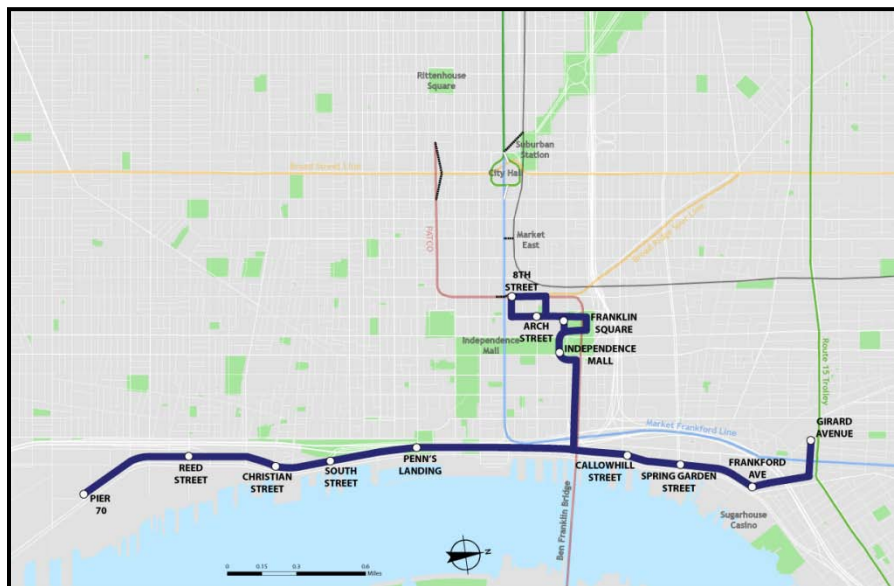 Rittenhouse
Square
Suburban
Station
Broad Street Line
City Hall
PATCO
Market
East
Broad Ridge Spur Line
8TH
STREET
ARCH
STREET
FRANKLIN
SQUARE
Independence
Mall
INDEPENDENCE
MALL
Route 15 Trolley
Market Frankford Line
GIRARD
AVENUE
PIER
70
REED
STREET
CHRISTIAN
STREET
SOUTH
STREET
PENN'S
LANDING
CALLOWHILL
STREET
SPRING GARDEN
STREET
FRANKFORD
AVE
Sugarhouse
Casino
Ben Franklin Bridge
N
0 0.15 0.3 0.6
Miles